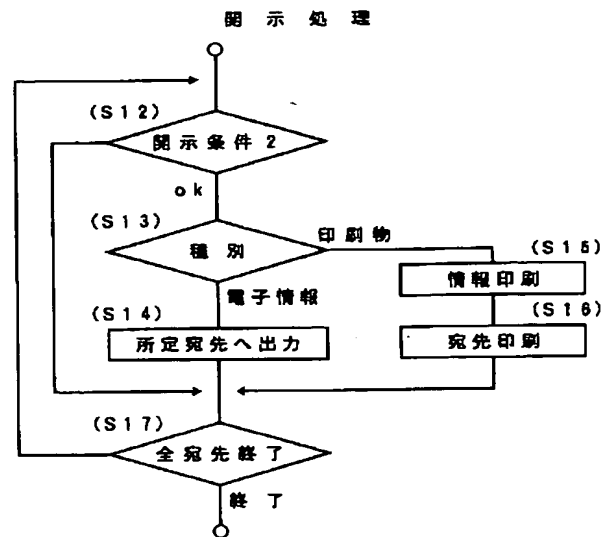 開示処理
(S12)
開示条件2
ok
(S13)
種別
印刷物
(S15)
情報印刷
電子情報
(S14)
(S16)
所定宛先へ出力
宛先印刷
(S17)
全宛先終了
終了